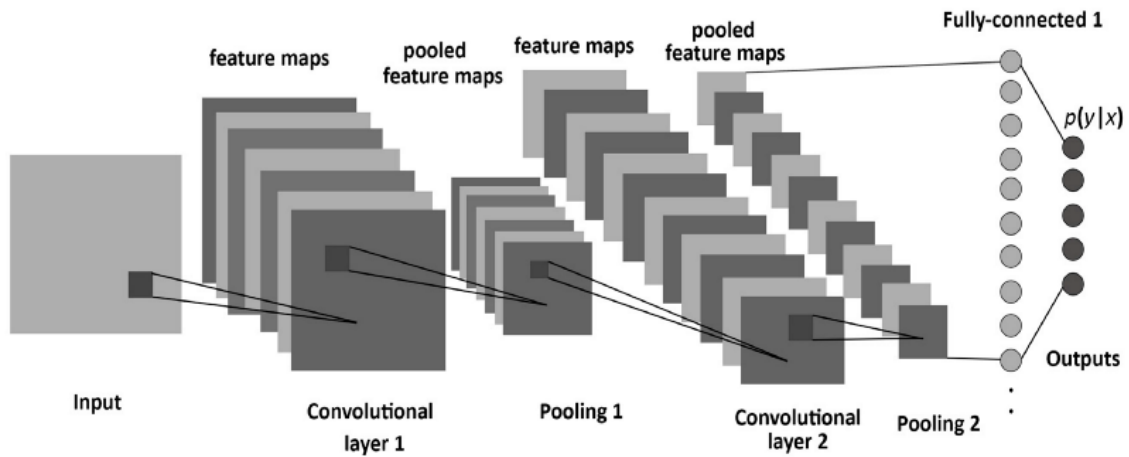 Fully-connected 1
feature maps
pooled
feature maps
feature maps
pooled
feature maps
p(y|x)
Input
Convolutional
layer 1
Pooling 1
Convolutional
layer 2
Pooling 2
Outputs